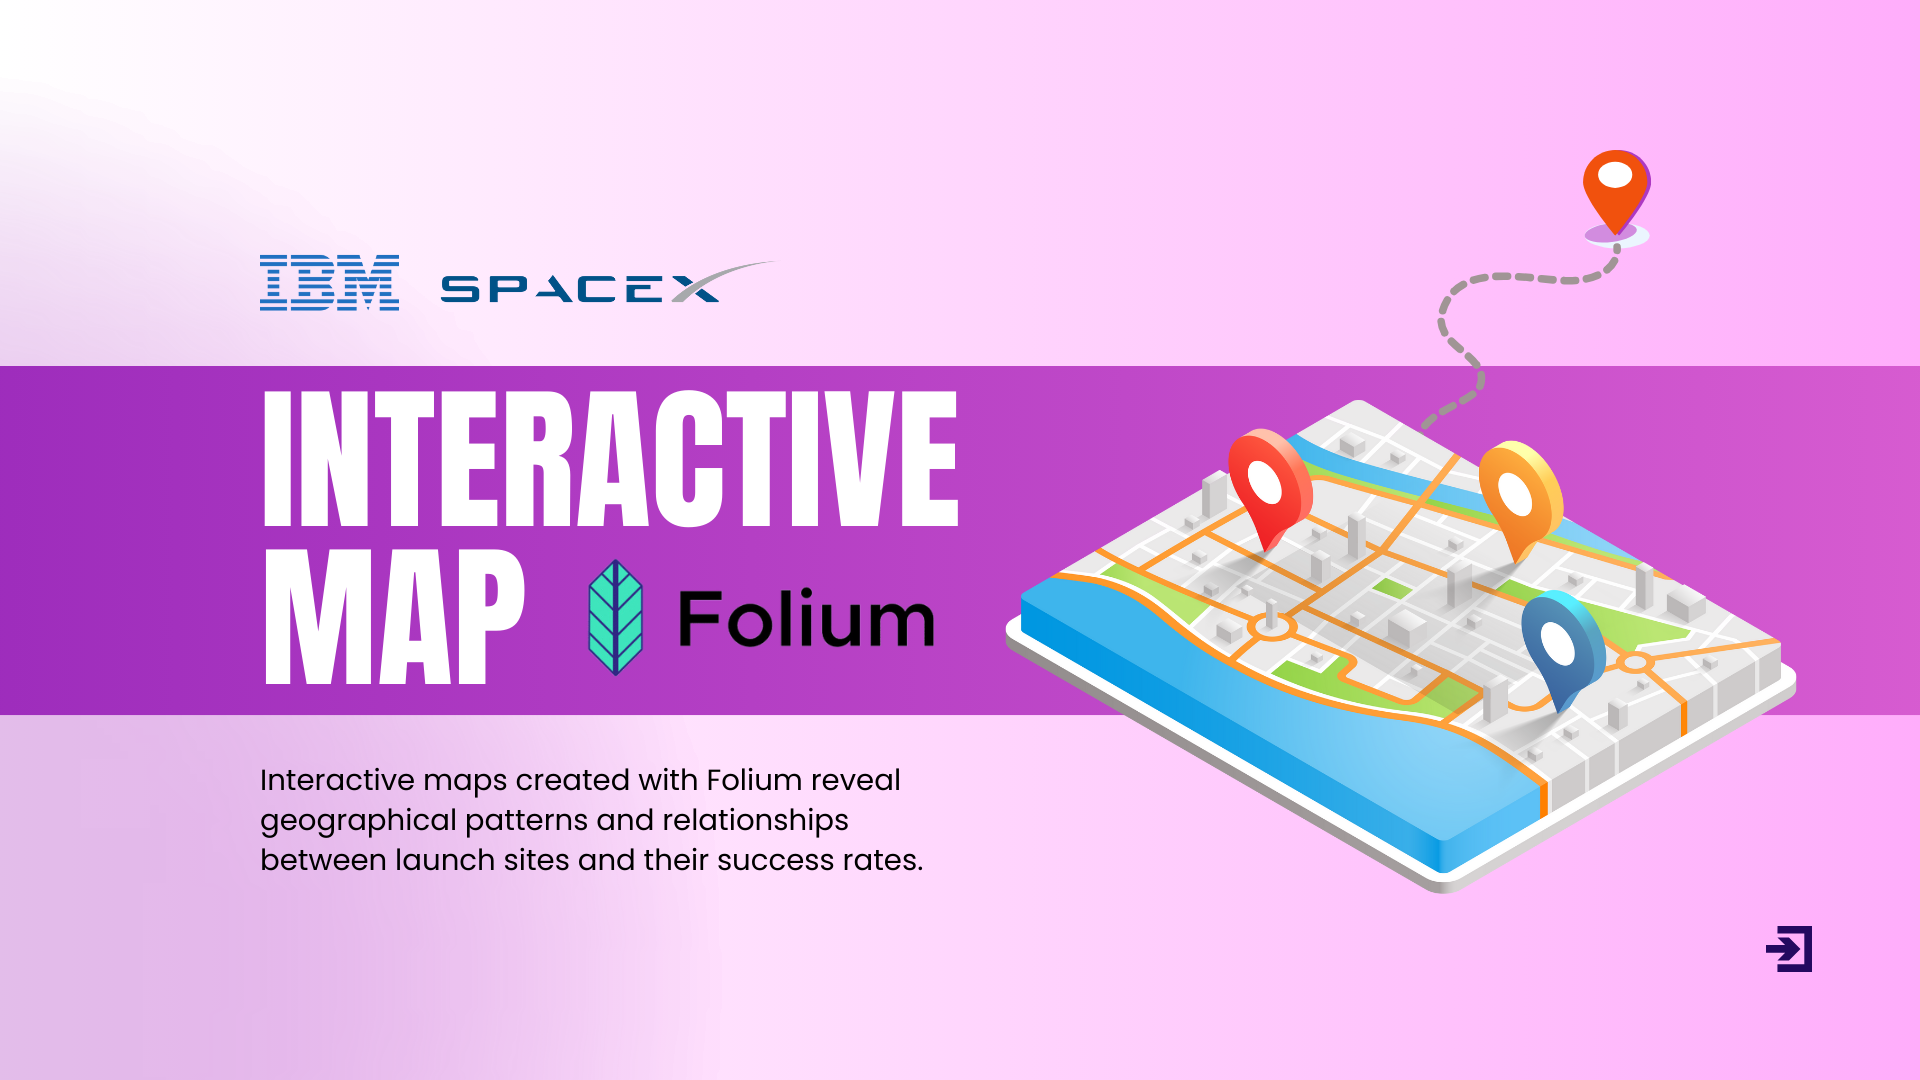 IBM SPACEX
INTERACTIVE
MAP Folium
Interactive maps created with Folium reveal
geographical patterns and relationships
between launch sites and their success rates.